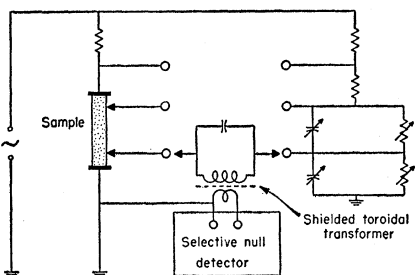 Sample
Shielded toroidal
transformer
Selective null
detector